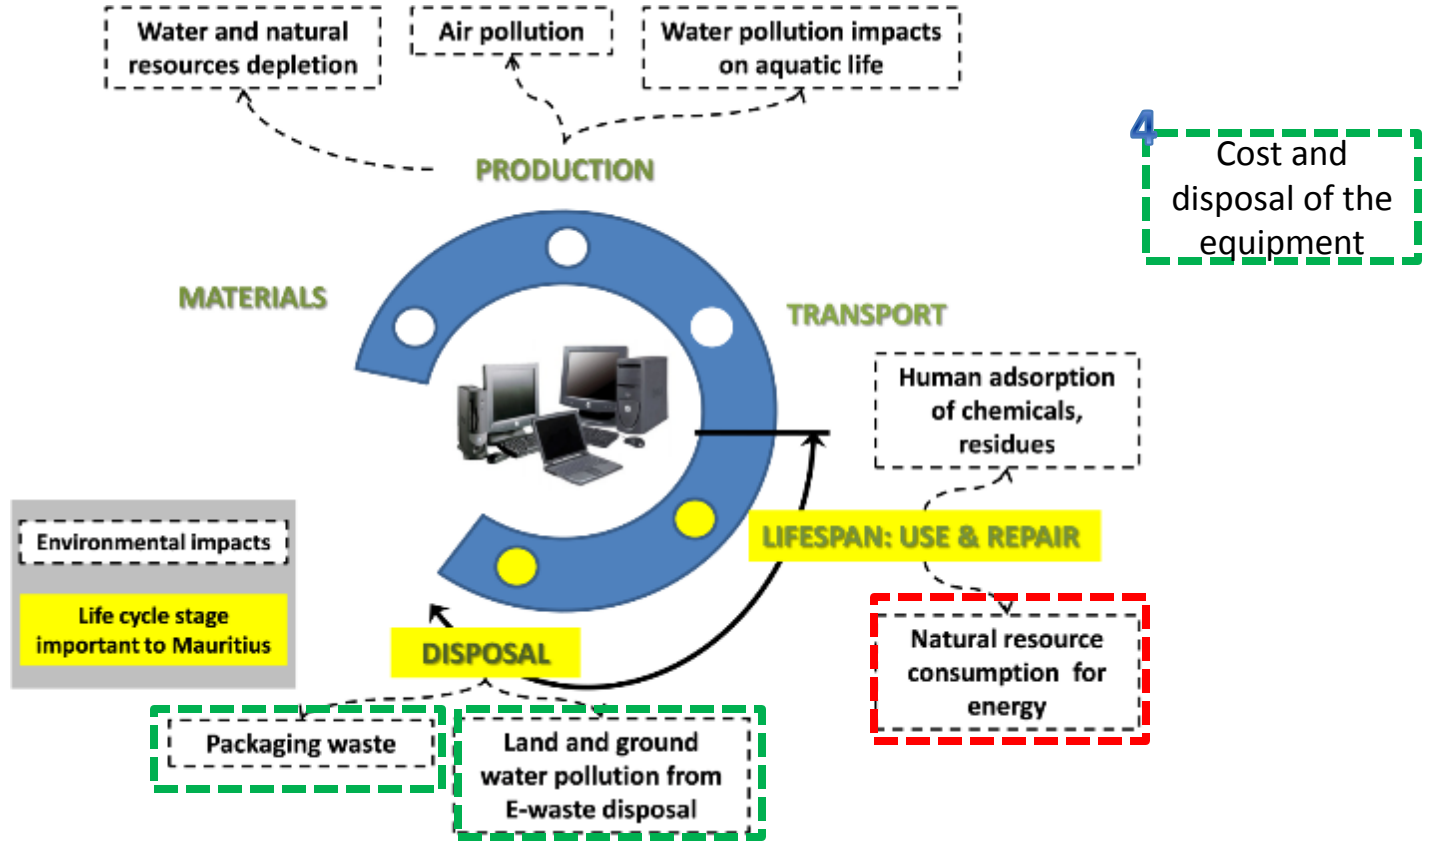 Water and natural
resources depletion
Air pollution
Water pollution impacts
on aquatic life
4
Cost and
disposal of the
equipment
PRODUCTION
MATERIALS
TRANSPORT
Human adsorption
of chemicals,
residues
LIFESPAN: USE & REPAIR
Environmental impacts
Life cycle stage
important to Mauritius
DISPOSAL
Natural resource
consumption for
energy
Packaging waste
Land and ground
water pollution from
E-waste disposal